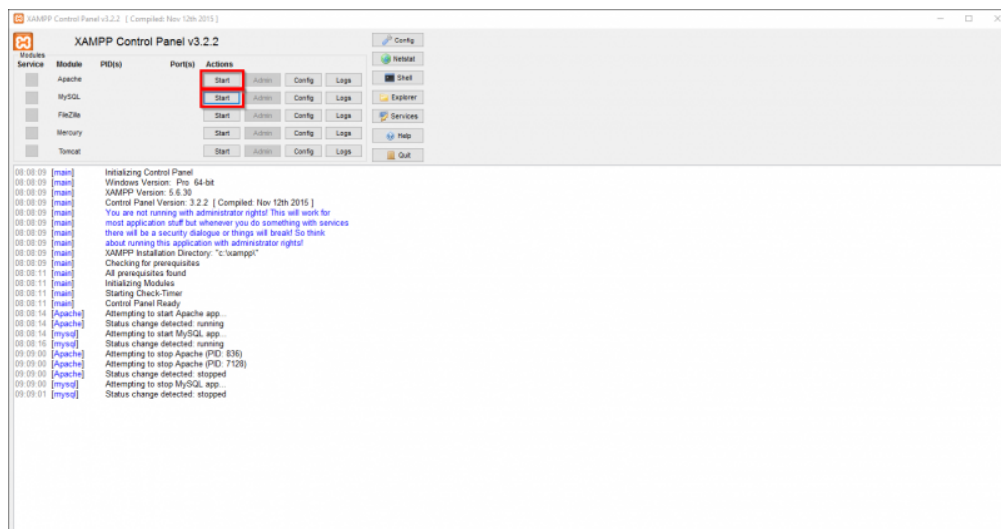 XAMPP Control Panel v3.2.2 [ Compiled: Nov 12th 2015 ]
XAMPP Control Panel v3.2.2
Config
Modules
Service Module PID(s) Port(s) Actions
Netstat
Apache Start Admin Config Logs
Shell
MySQL Start Admin Config Logs
Explorer
FileZilla Start Admin Config Logs
Services
Mercury Start Admin Config Logs
Help
Tomcat Start Admin Config Logs
Quit
08:08:09 [main] Initializing Control Panel
08:08:09 [main] Windows Version: Pro 64-bit
08:08:09 [main] XAMPP Version: 5.6.30
08:08:09 [main] Control Panel Version: 3.2.2 [ Compiled: Nov 12th 2015 ]
08:08:09 [main] You are not running with administrator rights! This will work for
08:08:09 [main] most application stuff but whenever you do something with services
08:08:09 [main] there will be a security dialogue or things will break! So think
08:08:09 [main] about running this application with administrator rights!
08:08:09 [main] XAMPP Installation Directory: "c:\xampp\"
08:08:09 [main] Checking for prerequisites
08:08:11 [main] All prerequisites found
08:08:11 [main] Initializing Modules
08:08:11 [main] Starting Check-Timer
08:08:11 [main] Control Panel Ready
08:08:14 [Apache] Attempting to start Apache app...
08:08:14 [Apache] Status change detected: running
08:08:14 [mysql] Attempting to start MySQL app...
08:08:16 [mysql] Status change detected: running
09:09:00 [Apache] Attempting to stop Apache (PID: 836)
09:09:00 [Apache] Attempting to stop Apache (PID: 7128)
09:09:00 [Apache] Status change detected: stopped
09:09:00 [mysql] Attempting to stop MySQL app...
09:09:01 [mysql] Status change detected: stopped